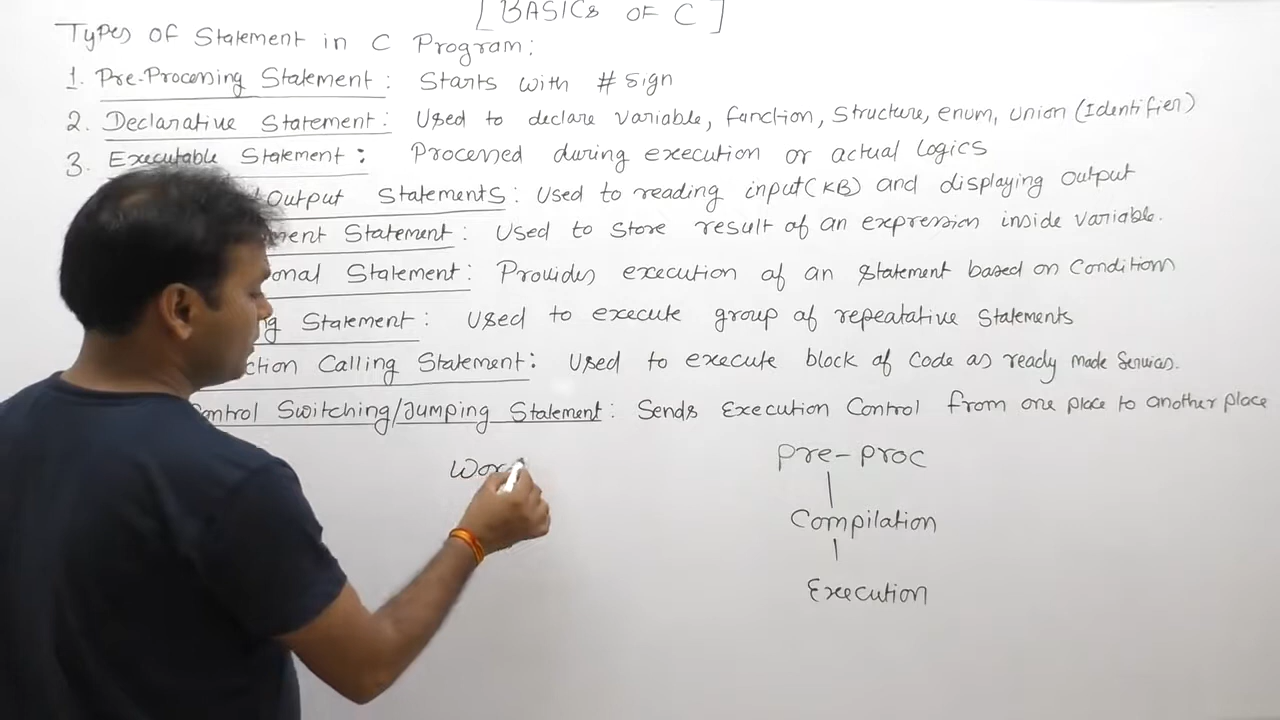 [BASICS OF C]
Types of Statement in C Program:
1. Pre-Processing Statement: Starts with # sign
2. Declarative Statement: Used to declare variable, function, Structure, enum, union (Identifier)
3. Executable Statement: Processed during execution or actual logics
Output Statements: Used to reading input(KB) and displaying output
ment Statement: Used to store result of an expression inside variable.
onal Statement: Provides execution of an statement based on Condition
ng Statement: Used to execute group of repeatative Statements
ction Calling Statement: Used to execute block of Code as ready made Services.
Control Switching/Jumping Statement: Sends Execution Control from one place to another place
Wor
Pre-proc
Compilation
Execution